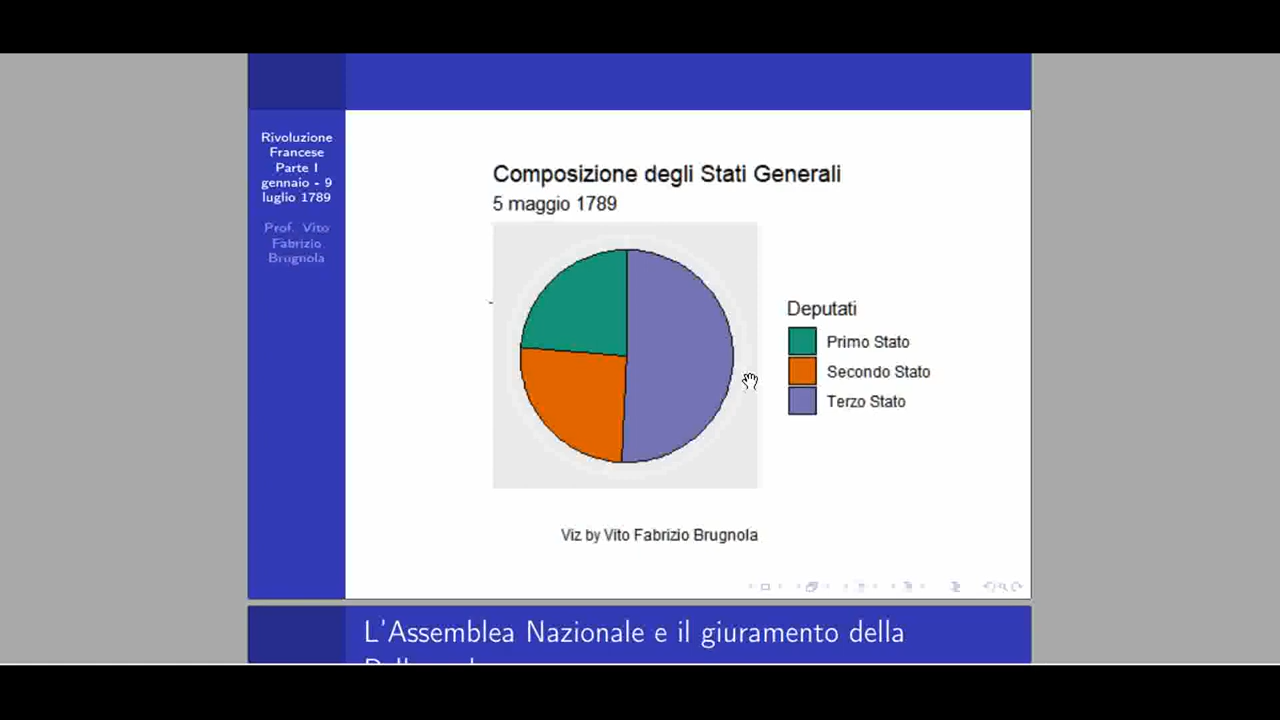 Rivoluzione
Francese
Parte I
gennaio - 9
luglio 1789
Prof. Vito
Fabrizio
Brugnola
Composizione degli Stati Generali
5 maggio 1789
Deputati
Primo Stato
Secondo Stato
Terzo Stato
Viz by Vito Fabrizio Brugnola
L'Assemblea Nazionale e il giuramento della